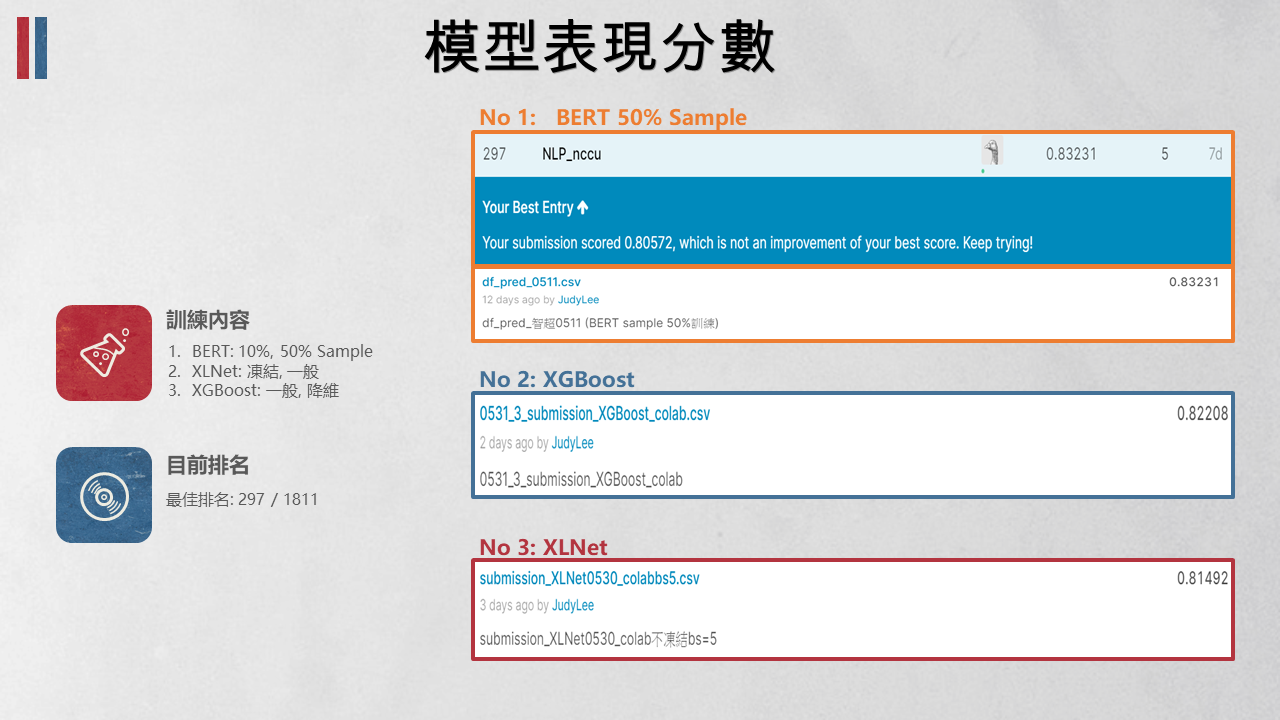 模型表現分數
訓練內容
1. BERT: 10%, 50% Sample
2. XLNet: 凍結, 一般
3. XGBoost: 一般, 降維
目前排名
最佳排名: 297 / 1811
No 1: BERT 50% Sample
297 NLP_nccu 0.83231 5 7d
Your Best Entry ↑
Your submission scored 0.80572, which is not an improvement of your best score. Keep trying!
df_pred_0511.csv 0.83231
12 days ago by JudyLee
df_pred_智超0511 (BERT sample 50%訓練)
No 2: XGBoost
0531_3_submission_XGBoost_colab.csv 0.82208
2 days ago by JudyLee
0531_3_submission_XGBoost_colab
No 3: XLNet
submission_XLNet0530_colabbs5.csv 0.81492
3 days ago by JudyLee
submission_XLNet0530_colab不凍結bs=5